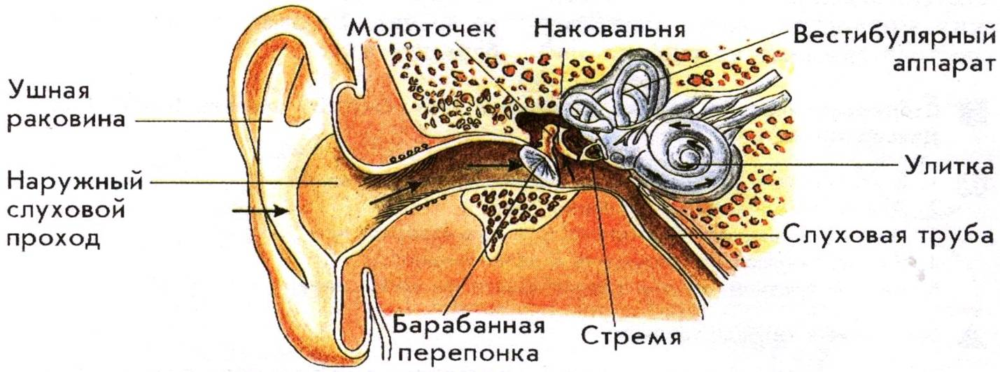 Молоточек
Наковальня
Вестибулярный
аппарат
Ушная
раковина
Наружный
слуховой
проход
Улитка
Слуховая труба
Барабанная
перепонка
Стремя